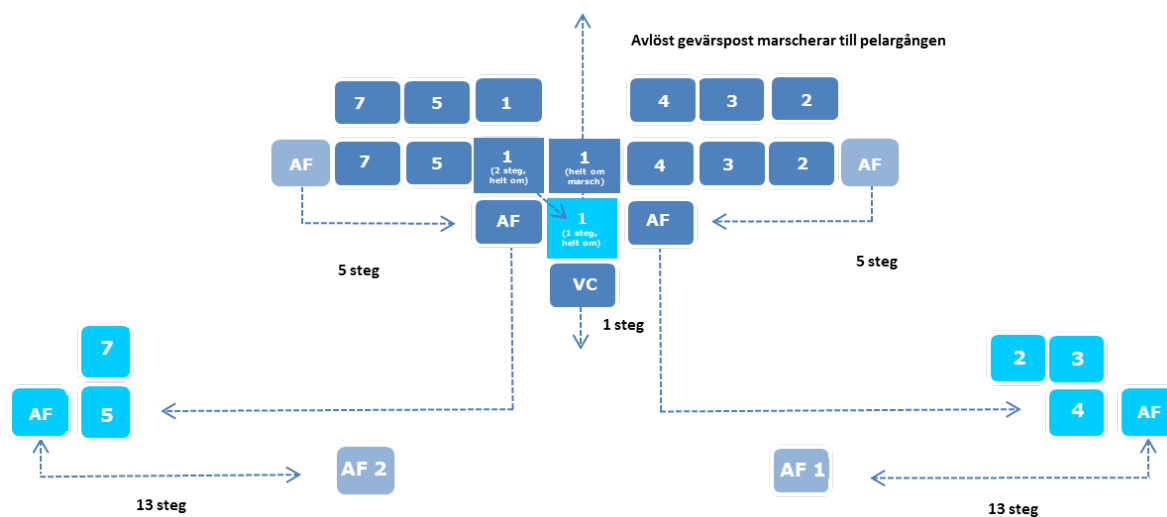 Avlöst gevärspost marscherar till pelargången
7 5 1 4 3 2
AF 7 5 1 1 4 3 2 AF
(2 steg, (helt om
helt om) marsch)
AF 1 AF
(1 steg,
helt om)
5 steg 5 steg
VC
1 steg
7 2 3
AF 5 4 AF
AF 2 AF 1
13 steg 13 steg